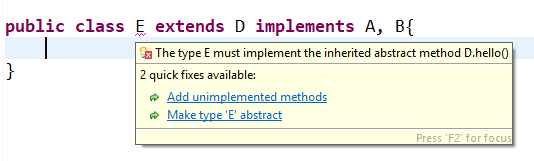 public class E extends D implements A, B{
The type E must implement the inherited abstract method D.hello()
2 quick fixes available:
Add unimplemented methods
Make type 'E' abstract
Press 'F2' for focus
}